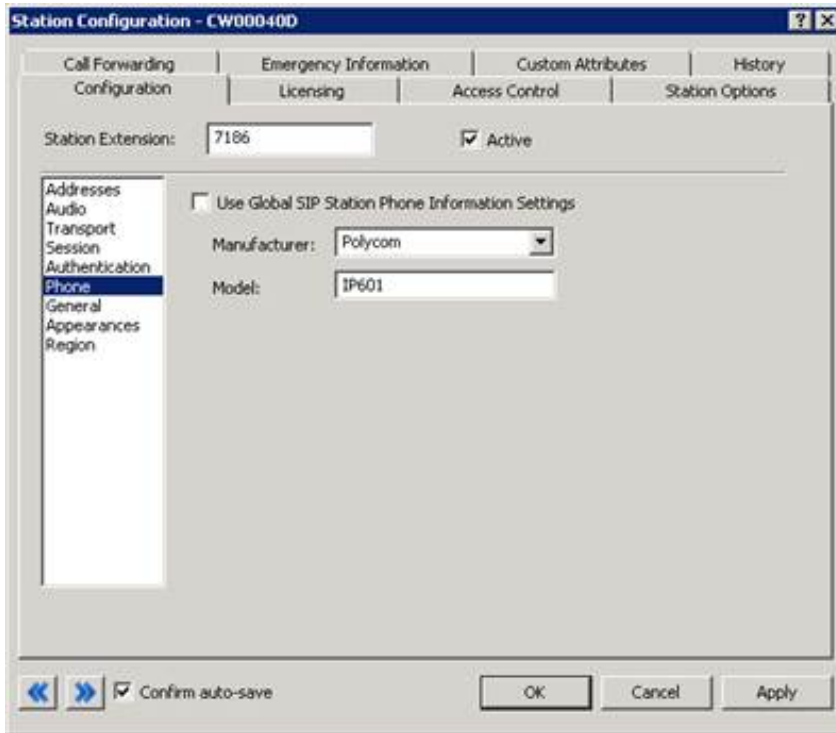 Station Configuration - CW00040D
Call Forwarding Emergency Information Custom Attributes History
Configuration Licensing Access Control Station Options
Station Extension: 7186 Active
Addresses
Audio
Transport
Session
Authentication
Phone
General
Appearances
Region
Use Global SIP Station Phone Information Settings
Manufacturer: Polycom
Model: IP601
Confirm auto-save OK Cancel Apply